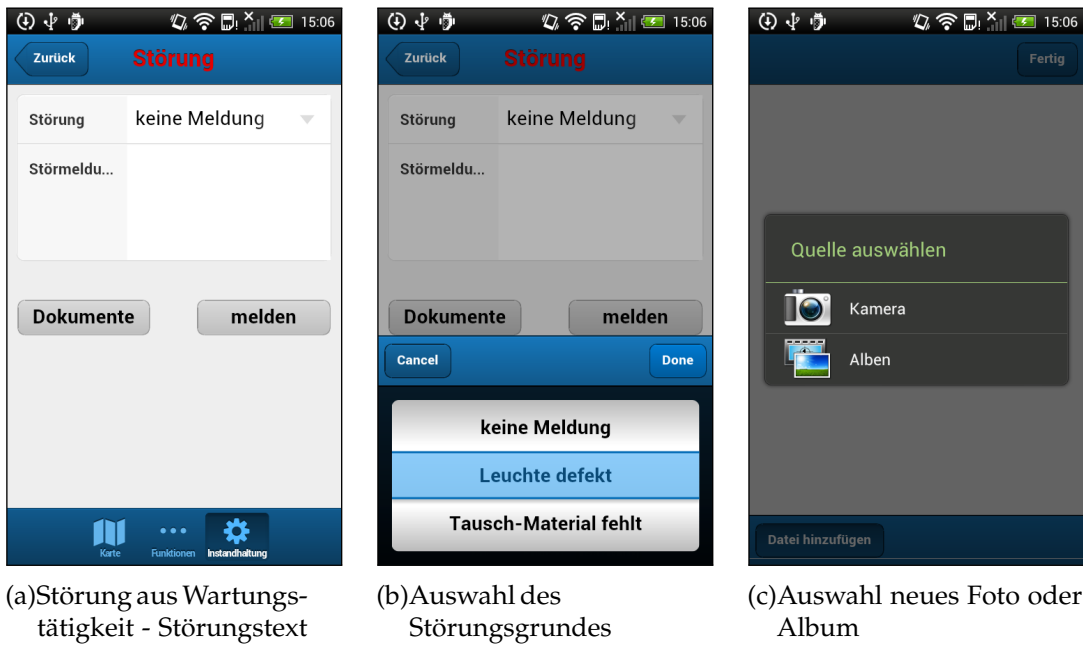 15:06
Zurück Störung
Störung keine Meldung
Störmeldu...
Dokumente melden
Karte Funktionen Instandhaltung
(a)Störung aus Wartungs-
tätigkeit - Störungstext
15:06
Zurück Störung
Störung keine Meldung
Störmeldu...
Dokumente melden
Cancel Done
keine Meldung
Leuchte defekt
Tausch-Material fehlt
(b)Auswahl des
Störungsgrundes
15:06
Fertig
Quelle auswählen
Kamera
Alben
Datei hinzufügen
(c)Auswahl neues Foto oder
Album